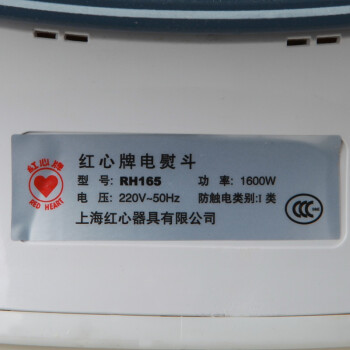 红心牌
RED HEART
红心牌电熨斗
型 号: RH165 功 率: 1600W
电 压: 220V-50Hz 防触电类别:I 类
上海红心器具有限公司
CCC